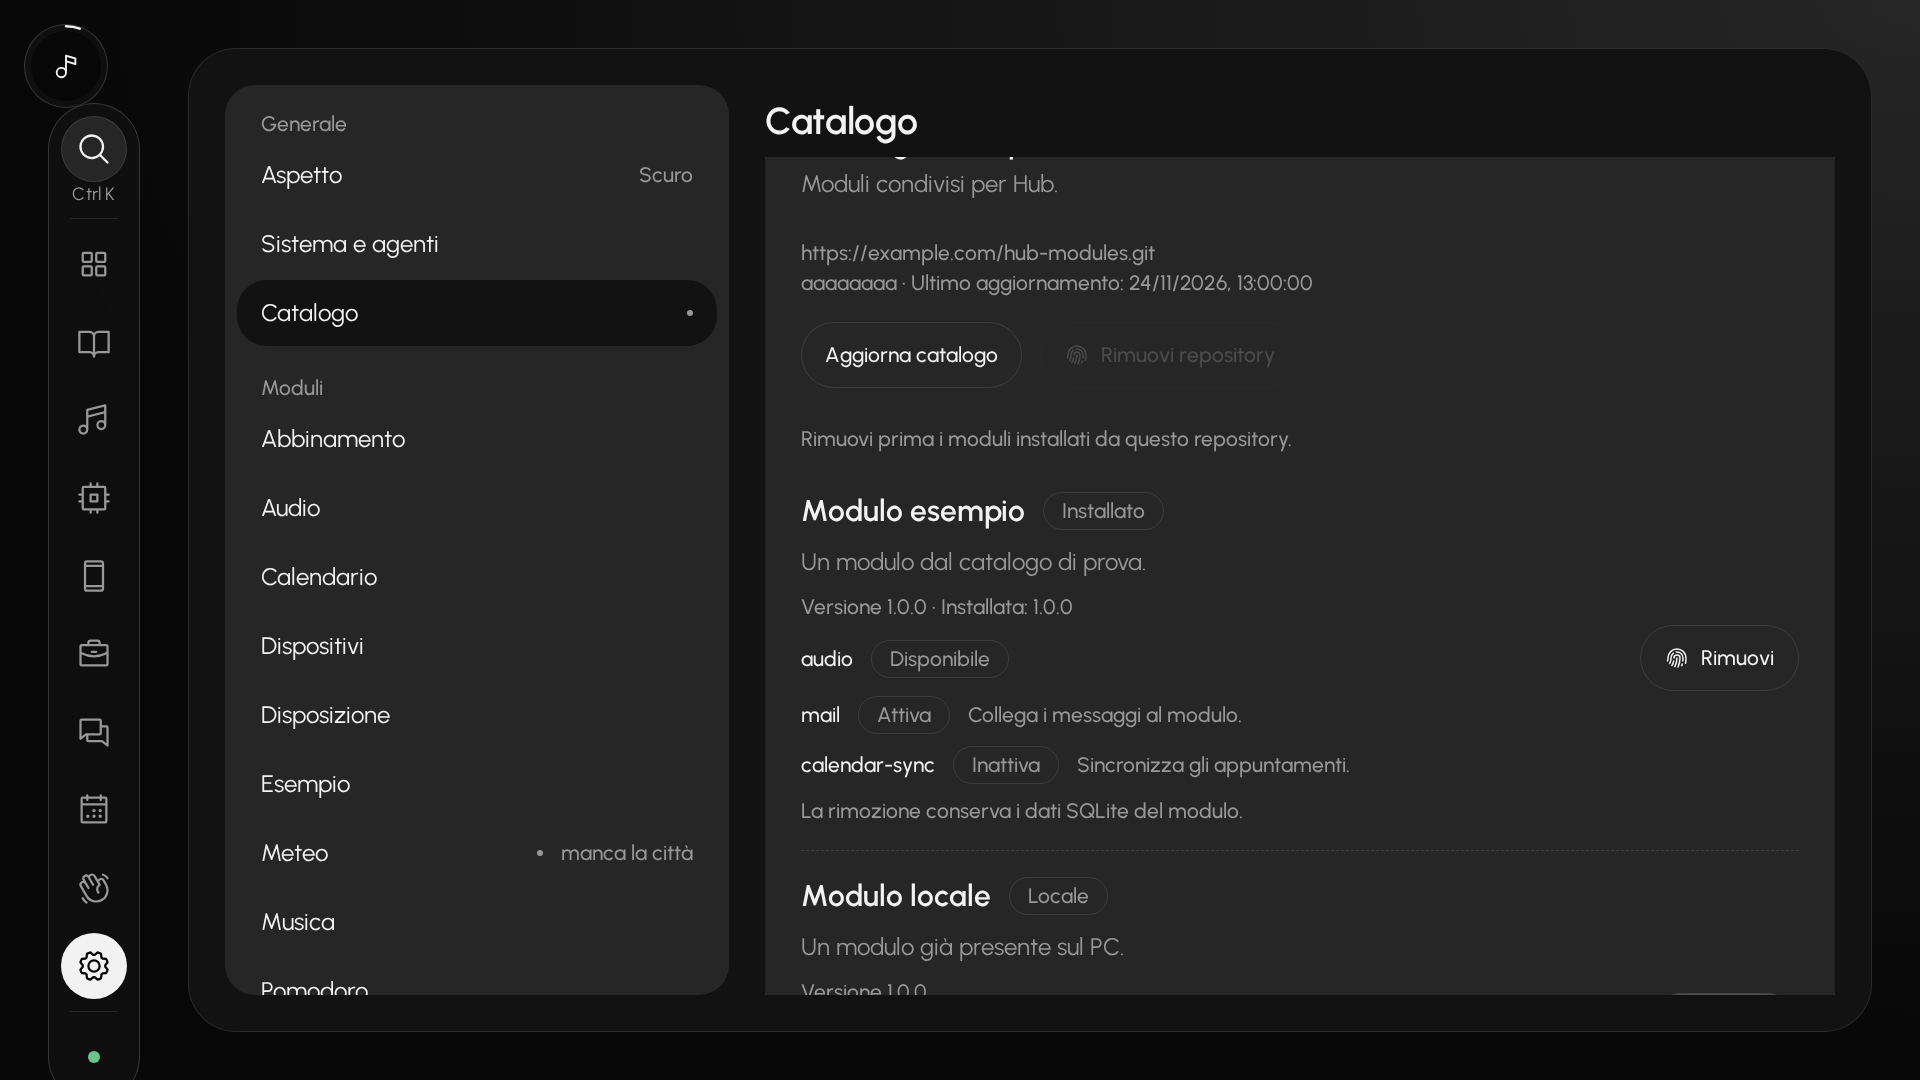 Ctrl K
Generale
Aspetto Scuro
Sistema e agenti
Catalogo
Moduli
Abbinamento
Audio
Calendario
Dispositivi
Disposizione
Esempio
Meteo • manca la città
Musica
Pomodoro
Catalogo
Moduli condivisi per Hub.
https://example.com/hub-modules.git
aaaaaaaa · Ultimo aggiornamento: 24/11/2026, 13:00:00
Aggiorna catalogo Rimuovi repository
Rimuovi prima i moduli installati da questo repository.
Modulo esempio Installato
Un modulo dal catalogo di prova.
Versione 1.0.0 · Installata: 1.0.0
audio Disponibile
Rimuovi
mail Attiva Collega i messaggi al modulo.
calendar-sync Inattiva Sincronizza gli appuntamenti.
La rimozione conserva i dati SQLite del modulo.
Modulo locale Locale
Un modulo già presente sul PC.
Versione 1.0.0